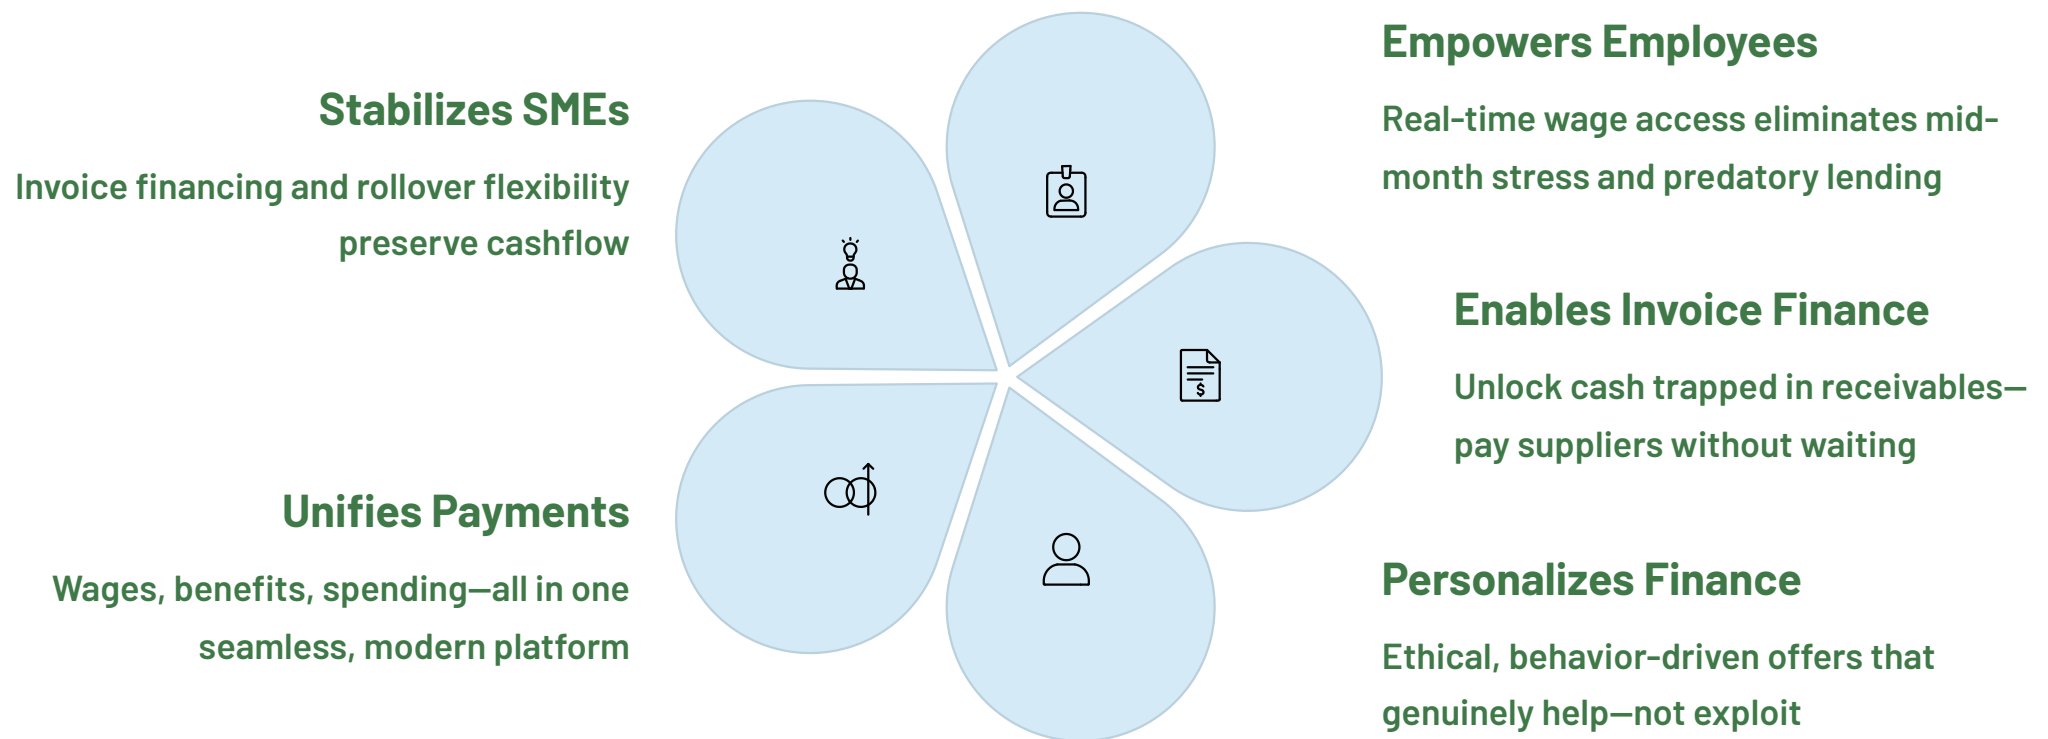 Stabilizes SMEs
Invoice financing and rollover flexibility
preserve cashflow
Unifies Payments
Wages, benefits, spending—all in one
seamless, modern platform
Empowers Employees
Real-time wage access eliminates mid-
month stress and predatory lending
Enables Invoice Finance
Unlock cash trapped in receivables—
pay suppliers without waiting
Personalizes Finance
Ethical, behavior-driven offers that
genuinely help—not exploit
$